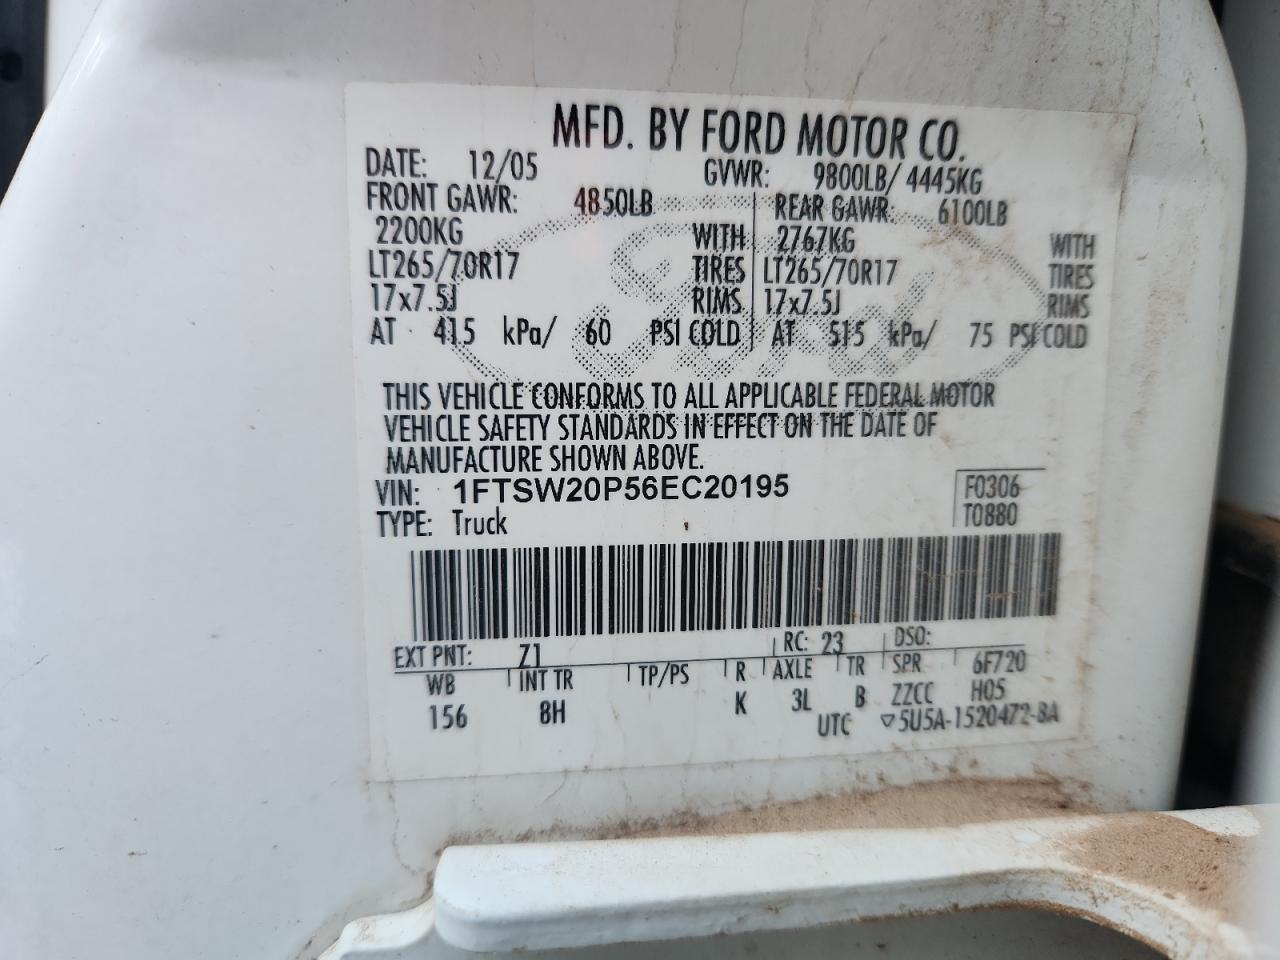 MFD. BY FORD MOTOR CO.
DATE: 12/05 GVWR: 9800LB/ 4445KG
FRONT GAWR: 4850LB REAR GAWR: 6100LB
2200KG WITH 2767KG WITH
LT265/70R17 TIRES LT265/70R17 TIRES
17x7.5J RIMS 17x7.5J RIMS
AT 415 kPa/ 60 PSI COLD AT 515 kPa/ 75 PSI COLD
Ford
THIS VEHICLE CONFORMS TO ALL APPLICABLE FEDERAL MOTOR
VEHICLE SAFETY STANDARDS IN EFFECT ON THE DATE OF
MANUFACTURE SHOWN ABOVE.
VIN: 1FTSW20P56EC20195 F0306
TYPE: Truck T0880
EXT PNT: Z1 RC: 23 DSO:
WB INT TR TP/PS R AXLE TR SPR 6F720
156 8H K 3L B ZZCC H05
UTC ▽5U5A-1520472-BA